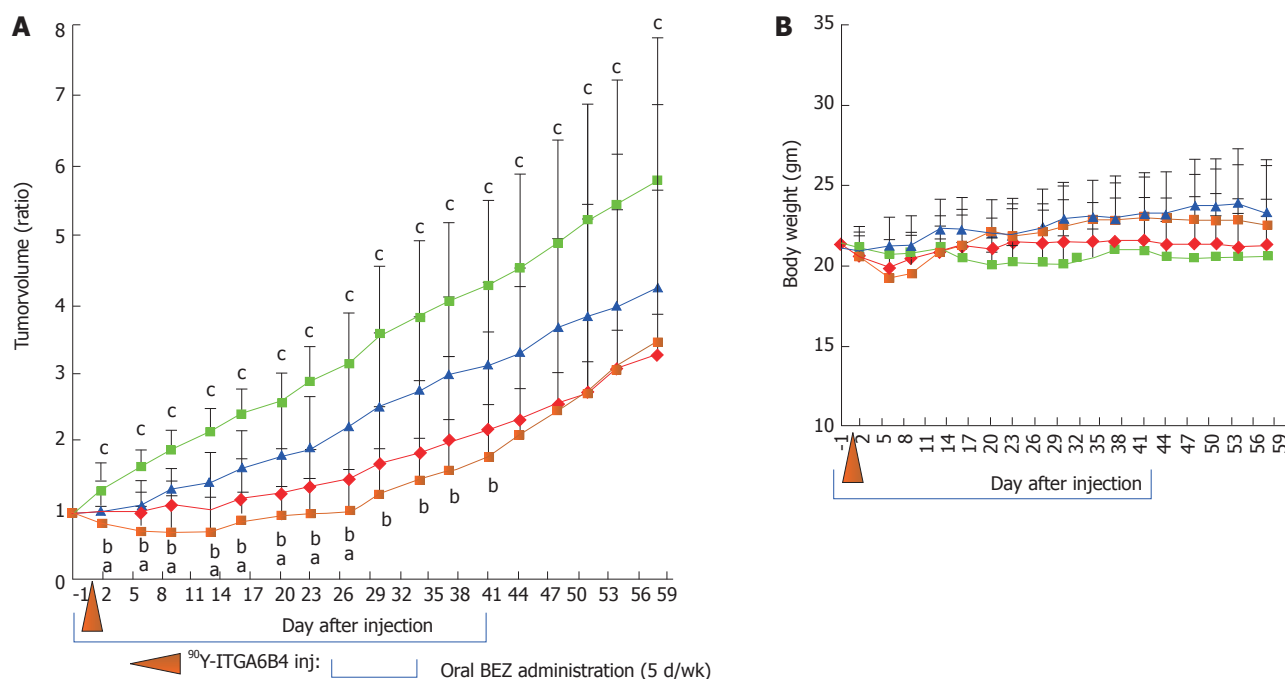 A
8
7
6
5
4
3
2
1
0
Tumorvolume (ratio)
c c c c c c c c c c c c c c c c c
b b b b b b b b b b b b
a a a a a a a a
-1 2 5 8 11 14 17 20 23 26 29 32 35 38 41 44 47 50 53 56 59
Day after injection
⁹⁰Y-ITGA6B4 inj:
Oral BEZ administration (5 d/wk)
B
35
30
25
20
15
10
Body weight (gm)
-1 2 5 8 11 14 17 20 23 26 29 32 35 38 41 44 47 50 53 59
Day after injection